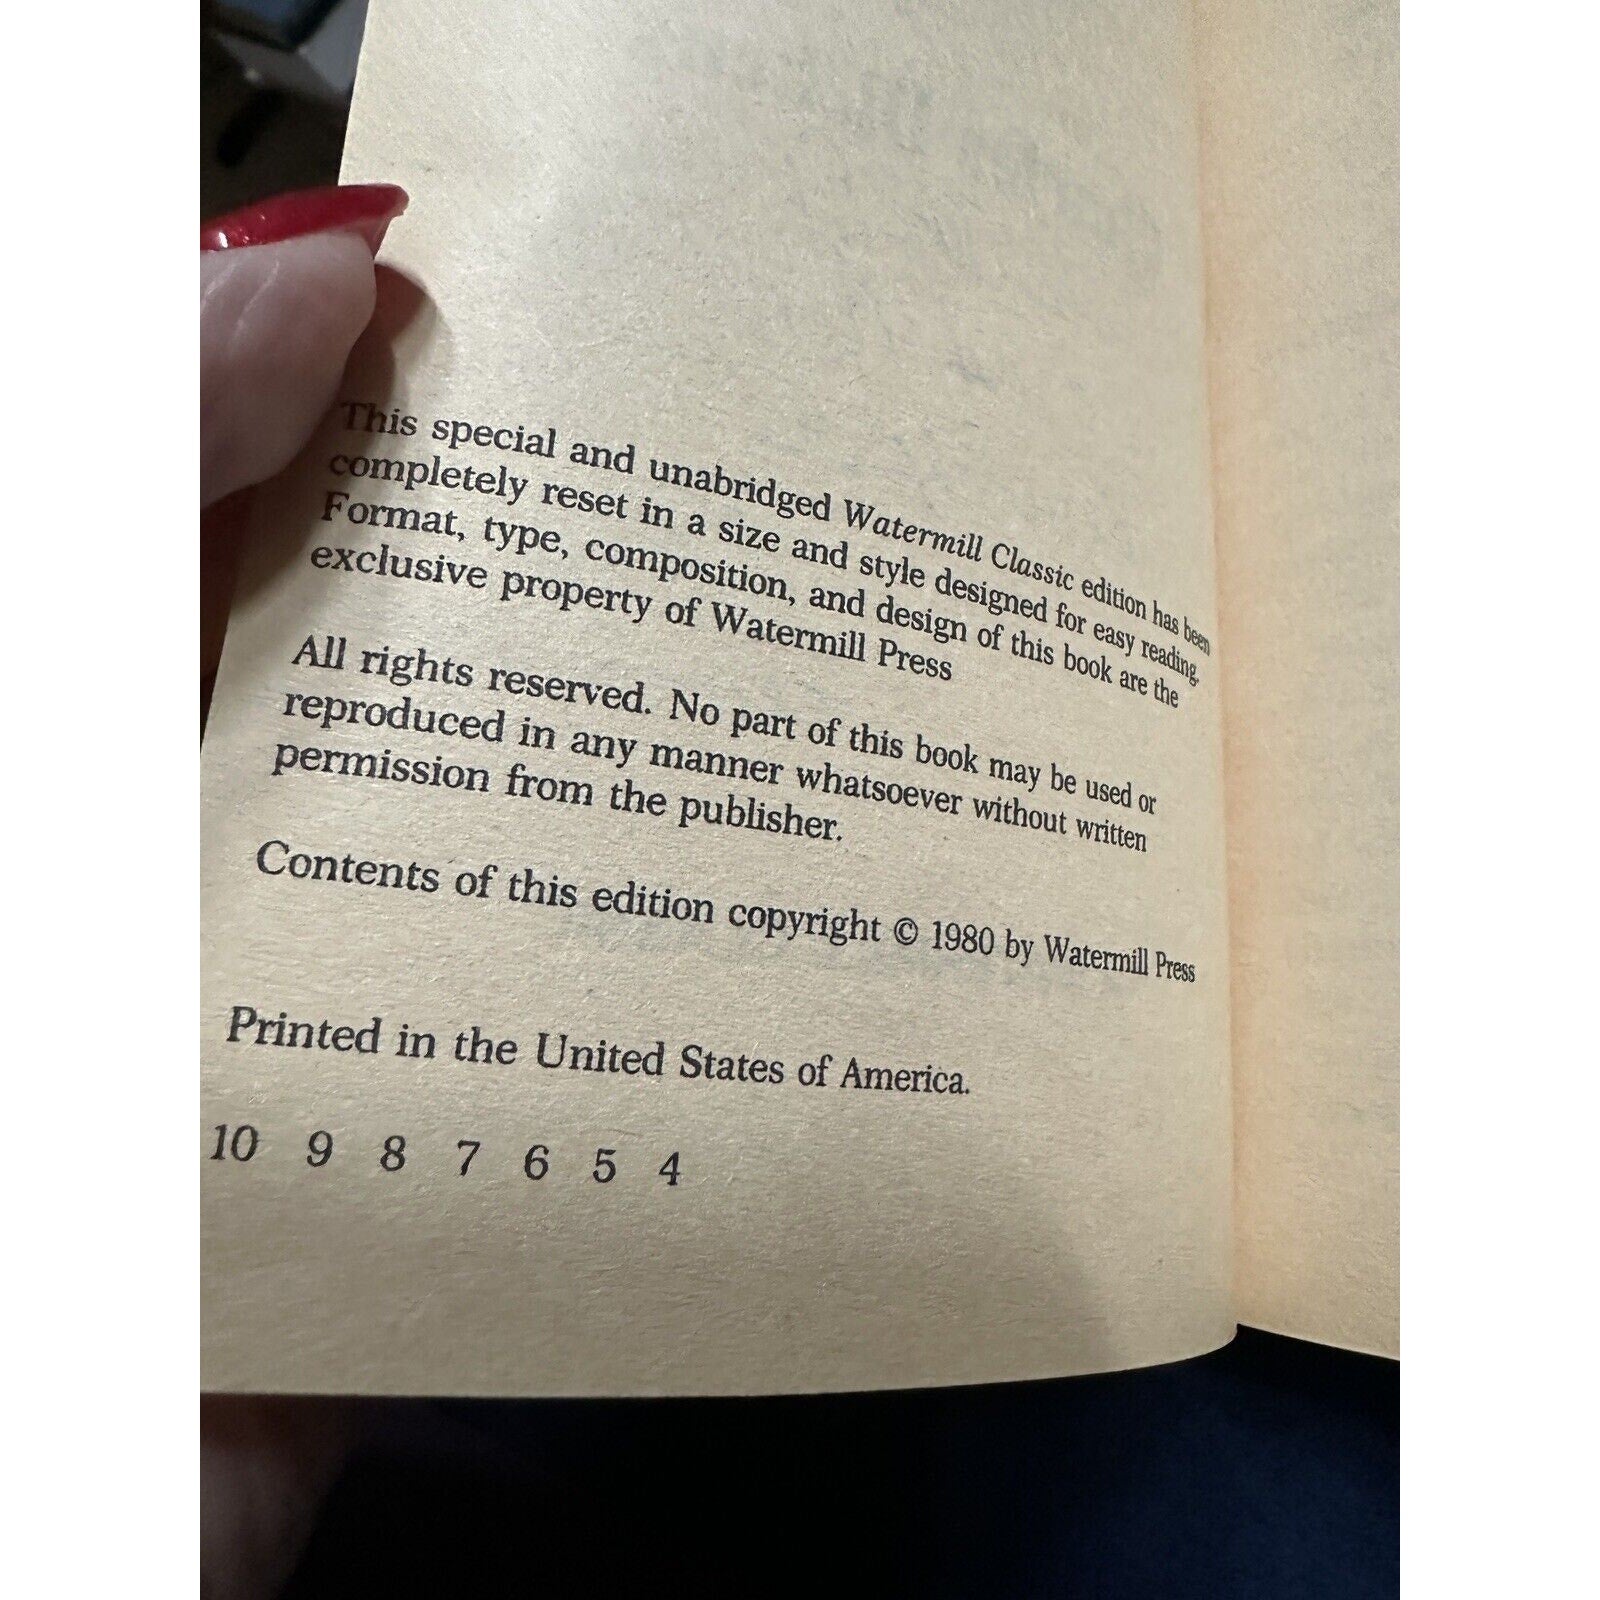 This special and unabridged Watermill Classic edition has been
completely reset in a size and style designed for easy reading.
Format, type, composition, and design of this book are the
exclusive property of Watermill Press
All rights reserved. No part of this book may be used or
reproduced in any manner whatsoever without written
permission from the publisher.
Contents of this edition copyright © 1980 by Watermill Press
Printed in the United States of America.
10 9 8 7 6 5 4